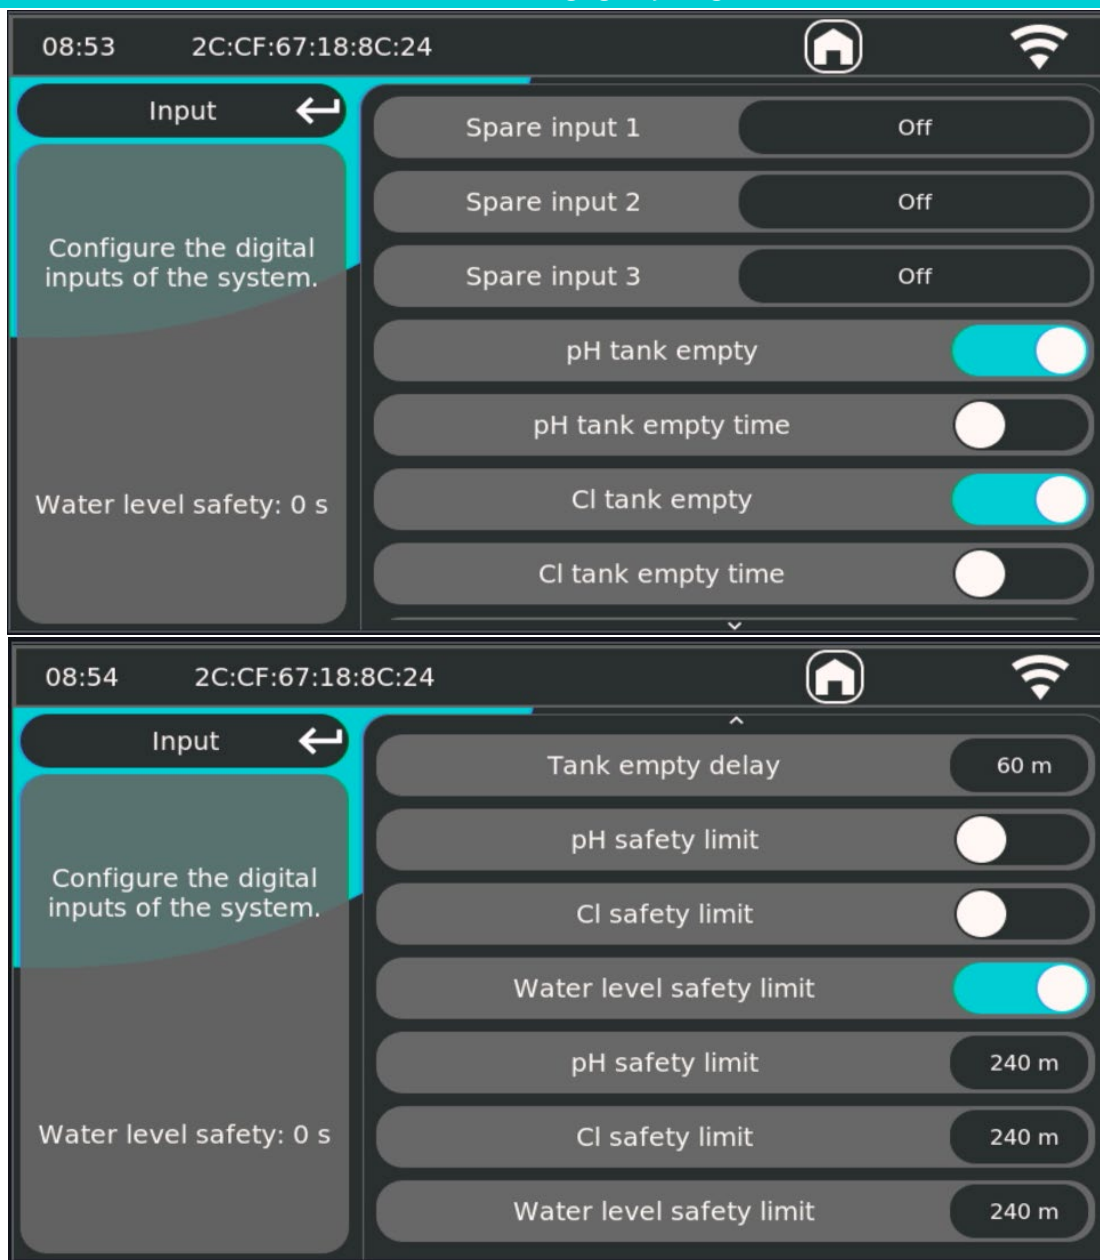 08:53 2C:CF:67:18:8C:24
Input
Configure the digital
inputs of the system.
Water level safety: 0 s
Spare input 1 Off
Spare input 2 Off
Spare input 3 Off
pH tank empty
pH tank empty time
Cl tank empty
Cl tank empty time
08:54 2C:CF:67:18:8C:24
Input
Configure the digital
inputs of the system.
Water level safety: 0 s
Tank empty delay 60 m
pH safety limit
Cl safety limit
Water level safety limit
pH safety limit 240 m
Cl safety limit 240 m
Water level safety limit 240 m